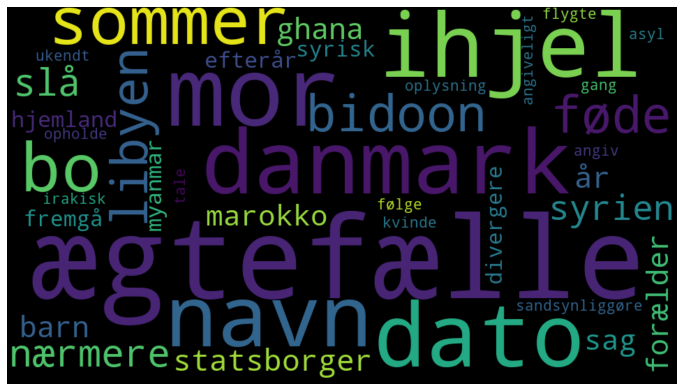 sommer
ghana
ihjel
flygte
asyl
ukendt
efterår
syrisk
slå
libyen
mor
oplysning
angiveligt
gang
bidoon
føde
hjemland
opholde
bo
myanmar
tale
danmark
angiv
år
irakisk
fremgå
marokko
følge
kvinde
divergere
syrien
ægtefælle
forælder
barn
navn
dato
sandsynliggøre
sag
nærmere
statsborger